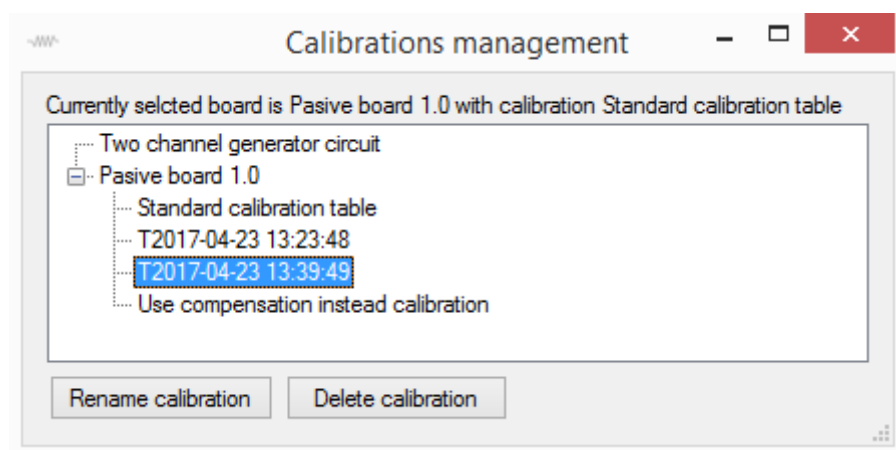 Calibrations management
Currently selcted board is Pasive board 1.0 with calibration Standard calibration table
Two channel generator circuit
Pasive board 1.0
Standard calibration table
T2017-04-23 13:23:48
T2017-04-23 13:39:49
Use compensation instead calibration
Rename calibration Delete calibration